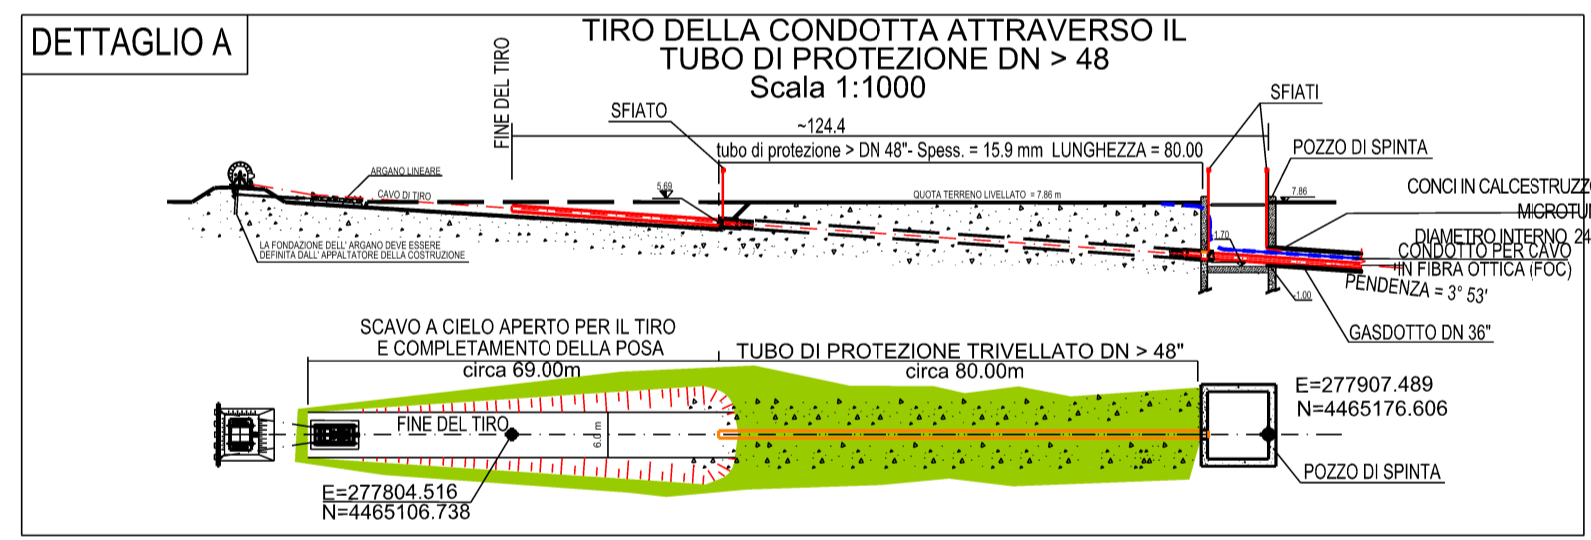 DETTAGLIO A
TIRO DELLA CONDOTTA ATTRAVERSO IL
TUBO DI PROTEZIONE DN > 48
Scala 1:1000
FINE DEL TIRO
SFIATO
SFIATI
~124.4
tubo di protezione > DN 48"- Spess. = 15.9 mm LUNGHEZZA = 80.00
POZZO DI SPINTA
ARGANO LINEARE
CAVO DI TIRO
5.69
QUOTA TERRENO LIVELLATO = 7.86 m
7.86
CONCI IN CALCESTRUZZO
MICROTU
DIAMETRO INTERNO 24
CONDOTTO PER CAVO
IN FIBRA OTTICA (FOC)
1.70
1.00
PENDENZA = 3° 53'
GASDOTTO DN 36"
LA FONDAZIONE DELL' ARGANO DEVE ESSERE
DEFINITA DALL' APPALTATORE DELLA COSTRUZIONE
SCAVO A CIELO APERTO PER IL TIRO
E COMPLETAMENTO DELLA POSA
circa 69.00m
TUBO DI PROTEZIONE TRIVELLATO DN > 48"
circa 80.00m
E=277907.489
N=4465176.606
FINE DEL TIRO
6.0 m
POZZO DI SPINTA
E=277804.516
N=4465106.738